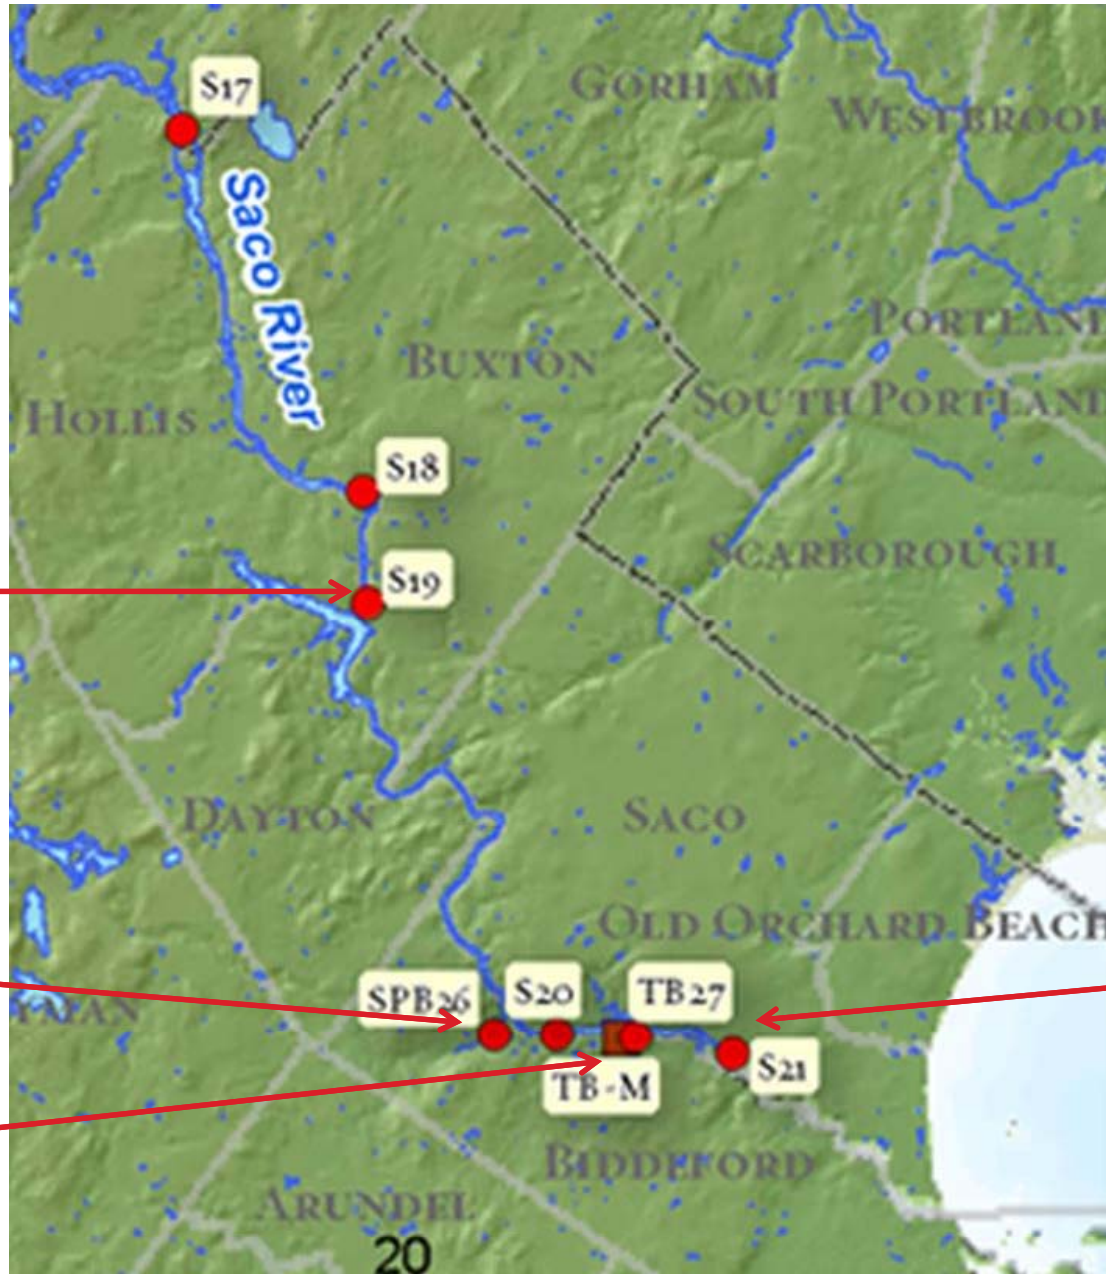 S17
GORHAM
WESTBROOK
Saco River
PORTLAND
BUXTON
SOUTH PORTLAND
HOLLIS
S18
SCARBOROUGH
S19
DAYTON
SACO
OLD ORCHARD BEACH
SPB26
S20
TB27
S21
TB-M
BIDDEFORD
ARUNDEL
20